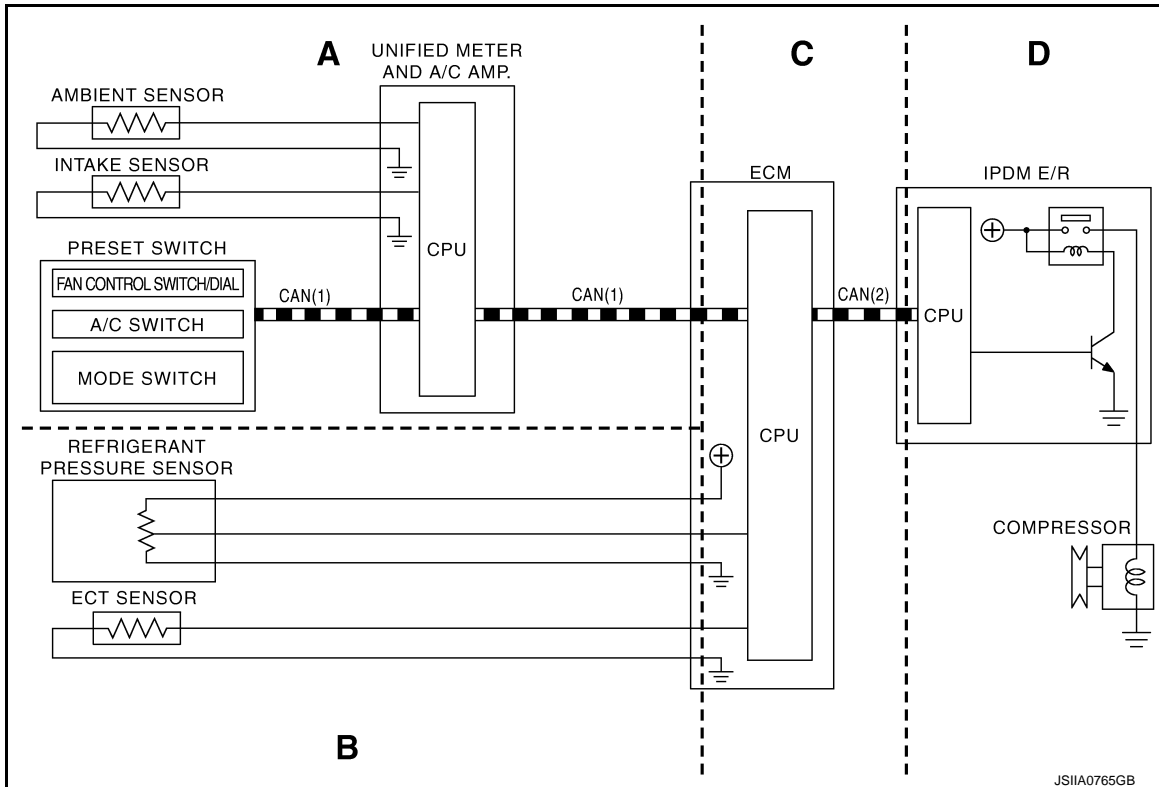 A
C
D
UNIFIED METER
AND A/C AMP.
AMBIENT SENSOR
INTAKE SENSOR
ECM
IPDM E/R
PRESET SWITCH
FAN CONTROL SWITCH/DIAL
A/C SWITCH
MODE SWITCH
CAN(1)
CPU
CAN(1)
CAN(2)
CPU
CPU
REFRIGERANT
PRESSURE SENSOR
COMPRESSOR
ECT SENSOR
B
JSIIA0765GB